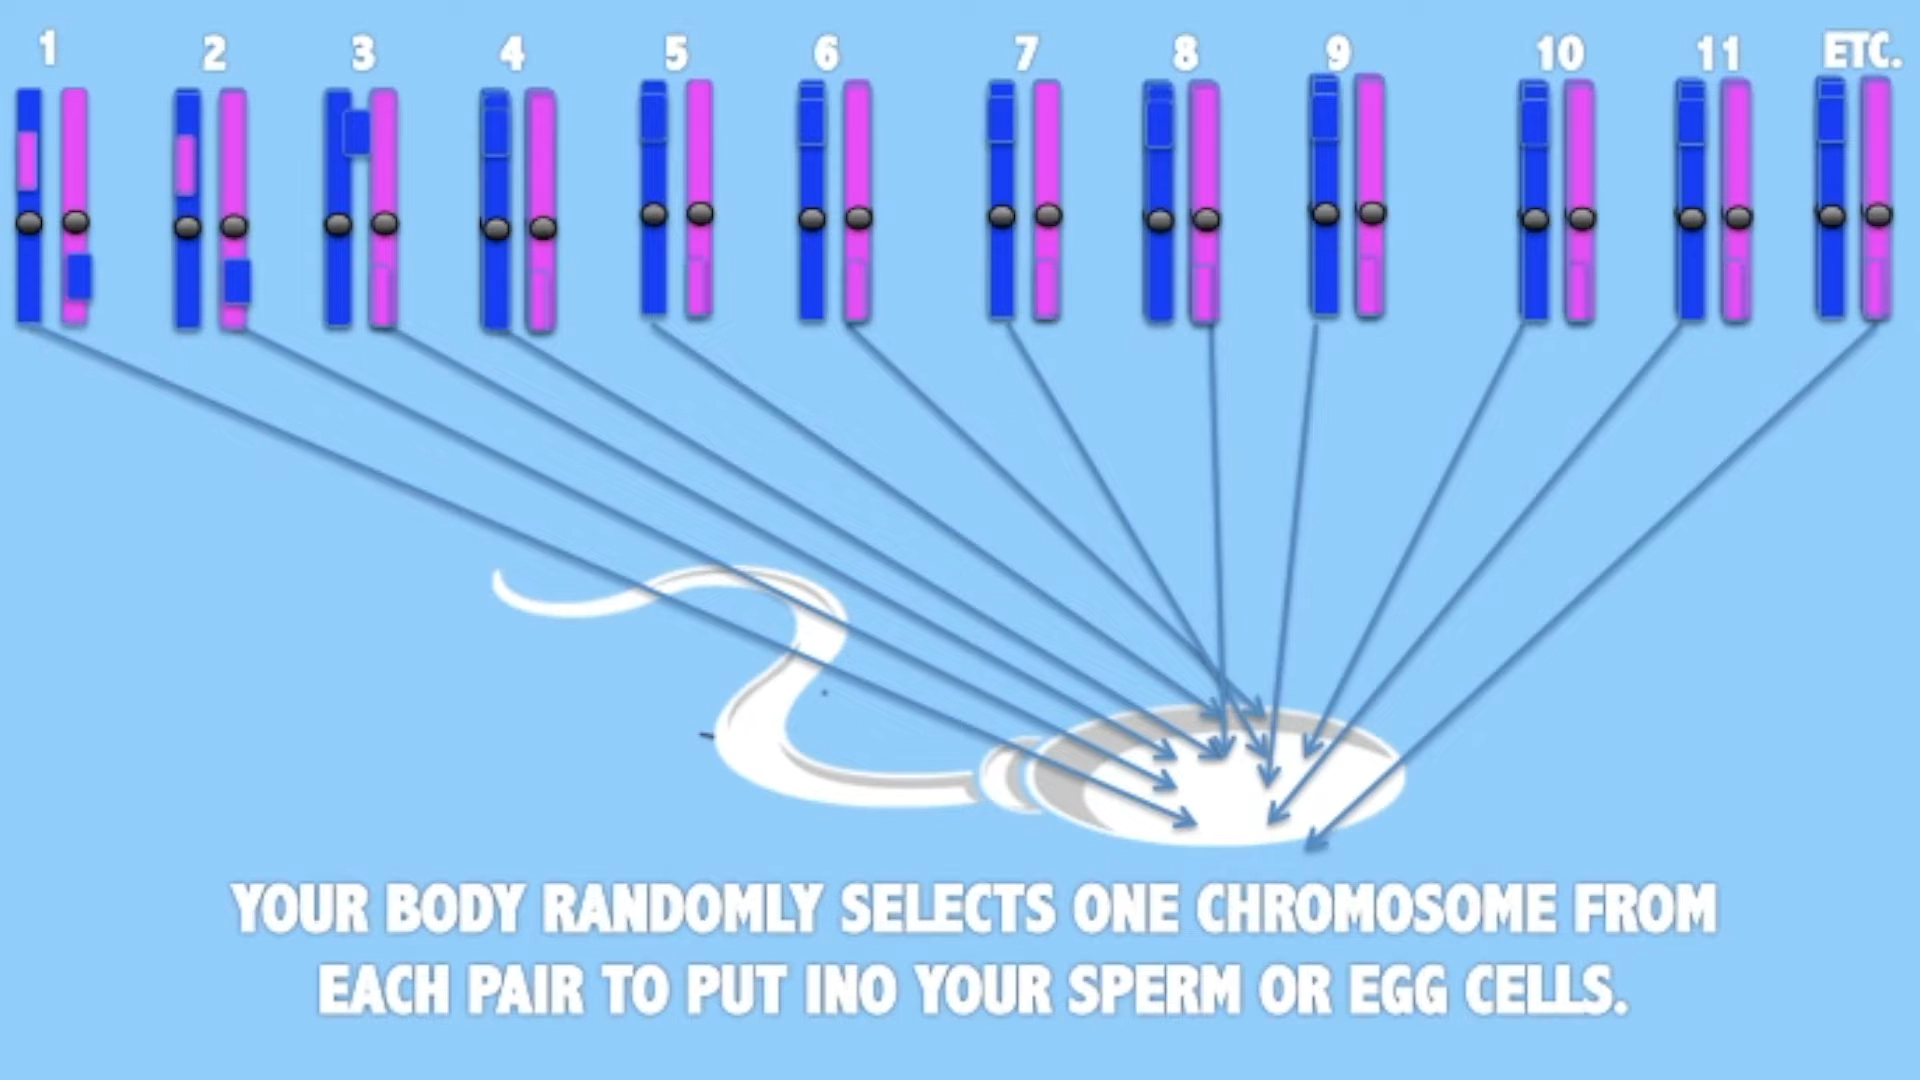 1 2 3 4 5 6 7 8 9 10 11 ETC.
YOUR BODY RANDOMLY SELECTS ONE CHROMOSOME FROM
EACH PAIR TO PUT INO YOUR SPERM OR EGG CELLS.